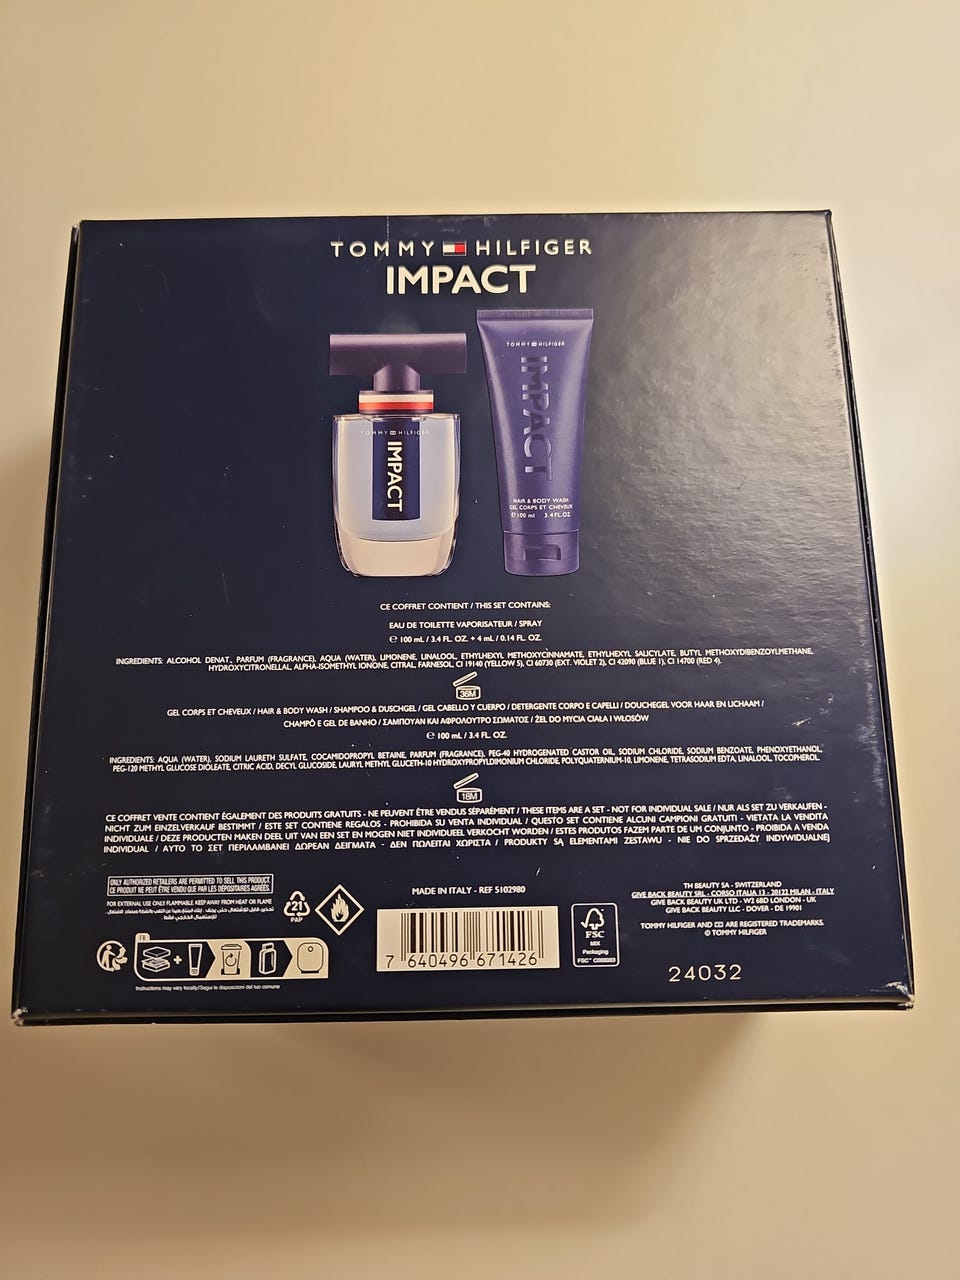 TOMMY HILFIGER
IMPACT
TOMMY HILFIGER
IMPACT
TOMMY HILFIGER
IMPACT
HAIR & BODY WASH
GEL CORPS ET CHEVEUX
℮100 ml 3.4 FL.OZ.
CE COFFRET CONTIENT / THIS SET CONTAINS:
EAU DE TOILETTE VAPORISATEUR / SPRAY
℮ 100 mL / 3.4 FL. OZ. + 4 mL / 0.14 FL. OZ.
INGREDIENTS: ALCOHOL DENAT., PARFUM (FRAGRANCE), AQUA (WATER), LIMONENE, LINALOOL, ETHYLHEXYL METHOXYCINNAMATE, ETHYLHEXYL SALICYLATE, BUTYL METHOXYDIBENZOYLMETHANE,
HYDROXYCITRONELLAL, ALPHA-ISOMETHYL IONONE, CITRAL, FARNESOL, CI 19140 (YELLOW 5), CI 60730 (EXT. VIOLET 2), CI 42090 (BLUE 1), CI 14700 (RED 4).
36M
GEL CORPS ET CHEVEUX / HAIR & BODY WASH / SHAMPOO & DUSCHGEL / GEL CABELLO Y CUERPO / DETERGENTE CORPO E CAPELLI / DOUCHEGEL VOOR HAAR EN LICHAAM /
CHAMPÔ E GEL DE BANHO / ΣΑΜΠΟΥΑΝ ΚΑΙ ΑΦΡΟΛΟΥΤΡΟ ΣΩΜΑΤΟΣ / ŻEL DO MYCIA CIAŁA I WŁOSÓW
℮ 100 mL / 3.4 FL. OZ.
INGREDIENTS: AQUA (WATER), SODIUM LAURETH SULFATE, COCAMIDOPROPYL BETAINE, PARFUM (FRAGRANCE), PEG-40 HYDROGENATED CASTOR OIL, SODIUM CHLORIDE, SODIUM BENZOATE, PHENOXYETHANOL,
PEG-120 METHYL GLUCOSE DIOLEATE, CITRIC ACID, DECYL GLUCOSIDE, LAURYL METHYL GLUCETH-10 HYDROXYPROPYLDIMONIUM CHLORIDE, POLYQUATERNIUM-10, LIMONENE, TETRASODIUM EDTA, LINALOOL, TOCOPHEROL.
18M
CE COFFRET VENTE CONTIENT ÉGALEMENT DES PRODUITS GRATUITS - NE PEUVENT ÊTRE VENDUS SÉPARÉMENT / THESE ITEMS ARE A SET - NOT FOR INDIVIDUAL SALE / NUR ALS SET ZU VERKAUFEN -
NICHT ZUM EINZELVERKAUF BESTIMMT / ESTE SET CONTIENE REGALOS - PROHIBIDA SU VENTA INDIVIDUAL / QUESTO SET CONTIENE ALCUNI CAMPIONI GRATUITI - VIETATA LA VENDITA
INDIVIDUALE / DEZE PRODUCTEN MAKEN DEEL UIT VAN EEN SET EN MOGEN NIET INDIVIDUEEL VERKOCHT WORDEN / ESTES PRODUTOS FAZEM PARTE DE UM CONJUNTO - PROIBIDA A VENDA
INDIVIDUAL / ΑΥΤΟ ΤΟ ΣΕΤ ΠΕΡΙΛΑΜΒΑΝΕΙ ΔΩΡΕΑΝ ΔΕΙΓΜΑΤΑ - ΔΕΝ ΠΩΛΕΙΤΑΙ ΧΩΡΙΣΤΑ / PRODUKTY SĄ ELEMENTAMI ZESTAWU - NIE DO SPRZEDAŻY INDYWIDUALNEJ
ONLY AUTHORIZED RETAILERS ARE PERMITTED TO SELL THIS PRODUCT.
CE PRODUIT NE PEUT ÊTRE VENDU QUE PAR LES DÉPOSITAIRES AGRÉÉS.
FOR EXTERNAL USE ONLY FLAMMABLE KEEP AWAY FROM HEAT OR FLAME
21
PAP
MADE IN ITALY - REF 5102980
7 640496 671426
FSC
MIX
Packaging
TH BEAUTY SA - SWITZERLAND
GIVE BACK BEAUTY SRL - CORSO ITALIA 13 - 20122 MILAN - ITALY
GIVE BACK BEAUTY UK LTD - W2 6BD LONDON - UK
GIVE BACK BEAUTY LLC - DOVER - DE 19901
TOMMY HILFIGER AND ARE REGISTERED TRADEMARKS.
© TOMMY HILFIGER
FR
Instructions may vary locally/Segui le disposizioni del tuo comune
24032